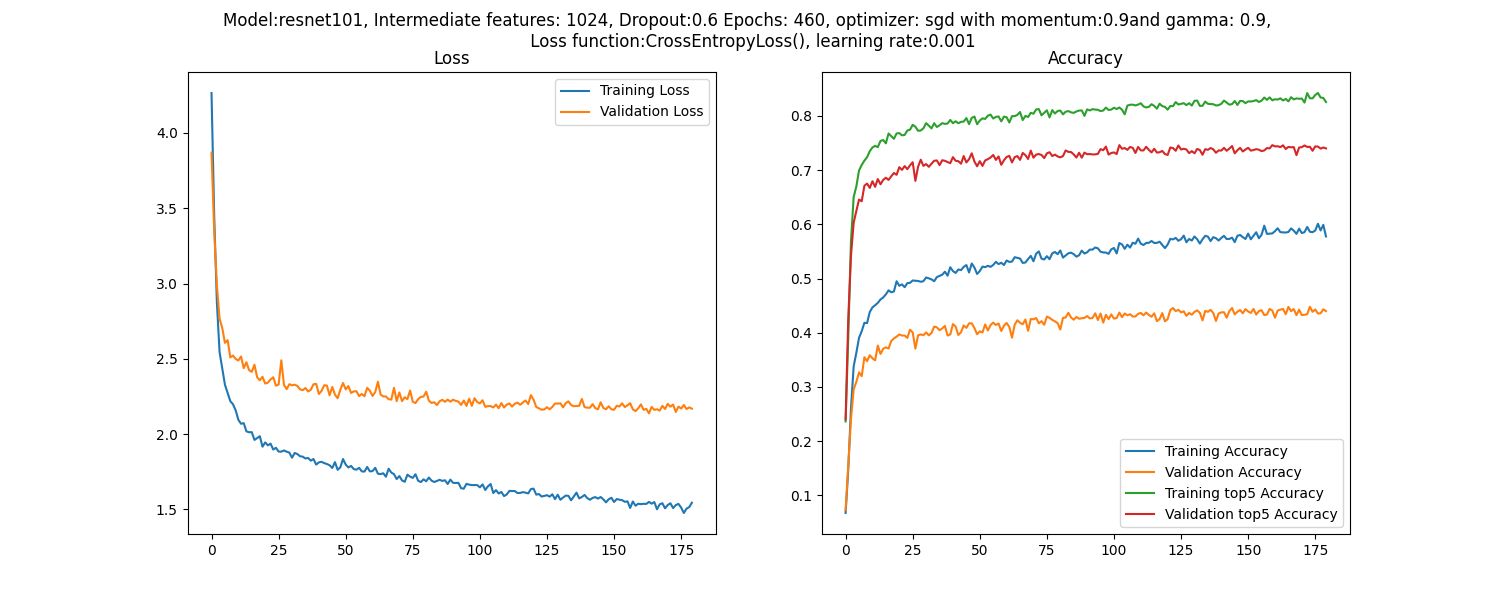 Model:resnet101, Intermediate features: 1024, Dropout:0.6 Epochs: 460, optimizer: sgd with momentum:0.9and gamma: 0.9,
Loss function:CrossEntropyLoss(), learning rate:0.001
Loss
Training Loss
Validation Loss
4.0
3.5
3.0
2.5
2.0
1.5
0 25 50 75 100 125 150 175
Accuracy
0.8
0.7
0.6
0.5
0.4
0.3
0.2
0.1
Training Accuracy
Validation Accuracy
Training top5 Accuracy
Validation top5 Accuracy
0 25 50 75 100 125 150 175